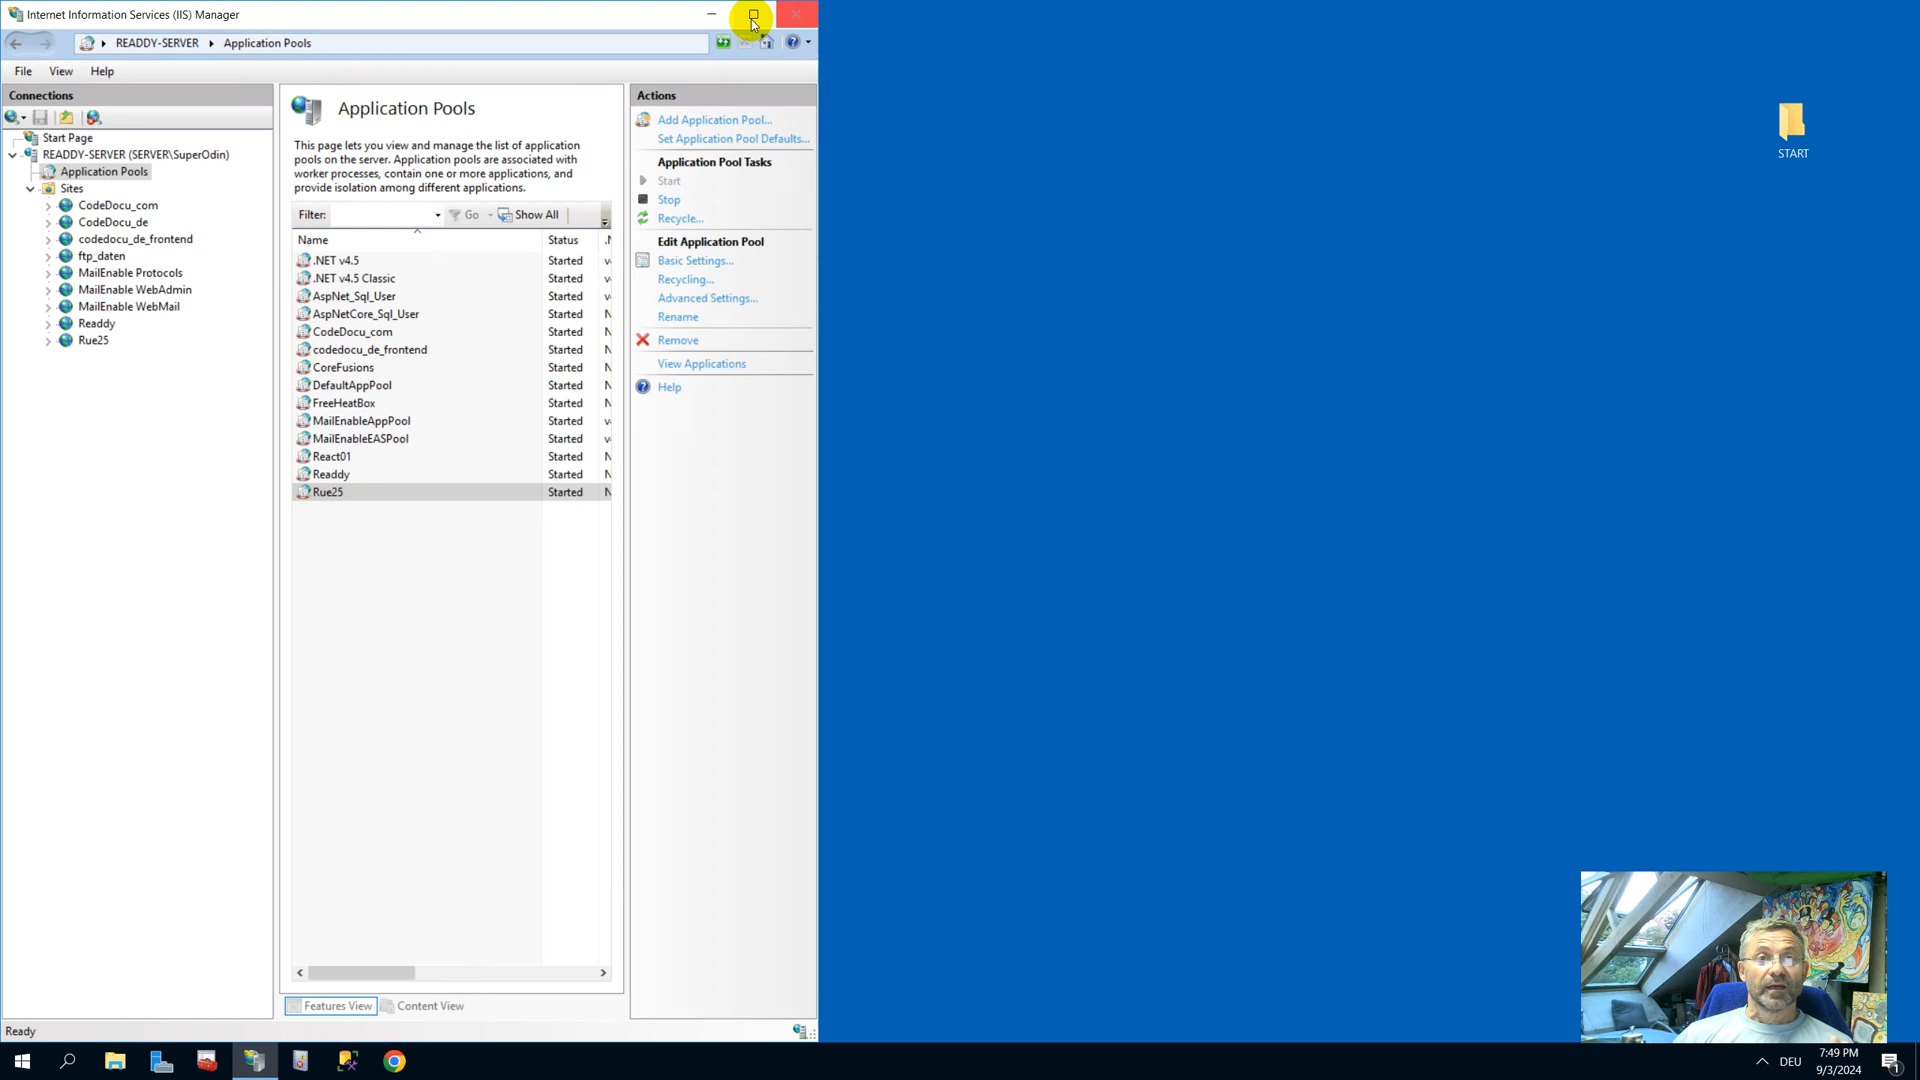 Internet Information Services (IIS) Manager
READDY-SERVER
Application Pools
File
View
Help
Connections
Start Page
READDY-SERVER (SERVER\SuperOdin)
Application Pools
Sites
CodeDocu_com
CodeDocu_de
codedocu_de_frontend
ftp_daten
MailEnable Protocols
MailEnable WebAdmin
MailEnable WebMail
Readdy
Rue25
Application Pools
This page lets you view and manage the list of application
pools on the server. Application pools are associated with
worker processes, contain one or more applications, and
provide isolation among different applications.
Filter:
Go
Show All
Name Status
.NET v4.5 Started
.NET v4.5 Classic Started
AspNet_Sql_User Started
AspNetCore_Sql_User Started
CodeDocu_com Started
codedocu_de_frontend Started
CoreFusions Started
DefaultAppPool Started
FreeHeatBox Started
MailEnableAppPool Started
MailEnableEASPool Started
React01 Started
Readdy Started
Rue25 Started
Features View
Content View
Actions
Add Application Pool...
Set Application Pool Defaults...
Application Pool Tasks
Start
Stop
Recycle...
Edit Application Pool
Basic Settings...
Recycling...
Advanced Settings...
Rename
Remove
View Applications
Help
Ready
START
DEU
7:49 PM
9/3/2024
1